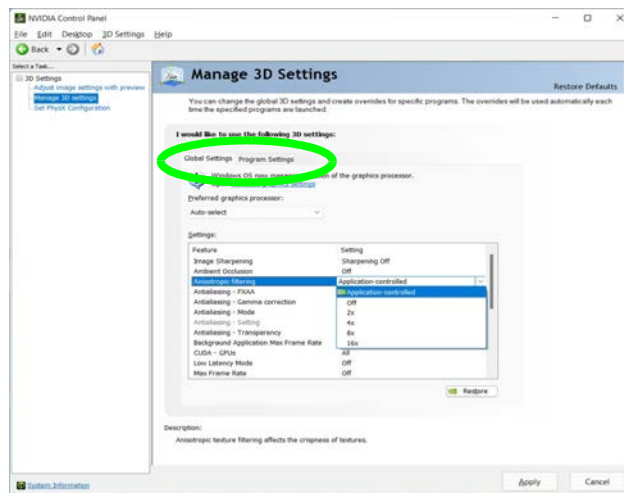 NVIDIA Control Panel
File Edit Desktop 3D Settings Help
Back
Select a Task...
3D Settings
Adjust image settings with preview
Manage 3D settings
Set PhysX Configuration
Manage 3D Settings
Restore Defaults
You can change the global 3D settings and create overrides for specific programs. The overrides will be used automatically each
time the specified programs are launched.
I would like to use the following 3D settings:
Global Settings Program Settings
Windows OS now manages
of the graphics processor.
Preferred graphics processor:
Auto-select
Settings:
Feature Setting
Image Sharpening Sharpening Off
Ambient Occlusion Off
Anisotropic filtering Application-controlled
Antialiasing - FXAA Application-controlled
Antialiasing - Gamma correction Off
Antialiasing - Mode 2x
Antialiasing - Setting 4x
Antialiasing - Transparency 8x
Background Application Max Frame Rate 16x
CUDA - GPUs All
Low Latency Mode Off
Max Frame Rate Off
Restore
Description:
Anisotropic texture filtering affects the crispness of textures.
System Information
Apply Cancel